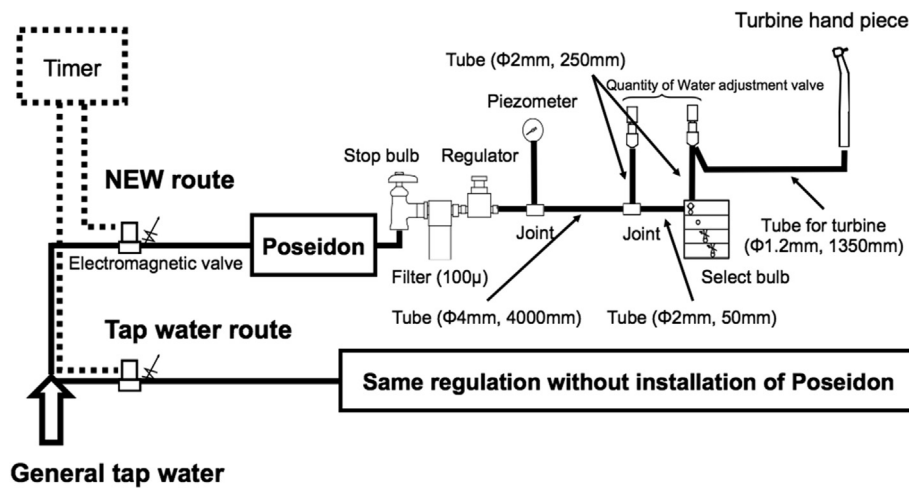 Turbine hand piece
Timer
Tube (Φ2mm, 250mm)
Quantity of Water adjustment valve
Piezometer
Stop bulb
Regulator
NEW route
Poseidon
Electromagnetic valve
Joint
Joint
Tube for turbine
(Φ1.2mm, 1350mm)
Filter (100μ)
Select bulb
Tube (Φ4mm, 4000mm)
Tube (Φ2mm, 50mm)
Tap water route
Same regulation without installation of Poseidon
General tap water